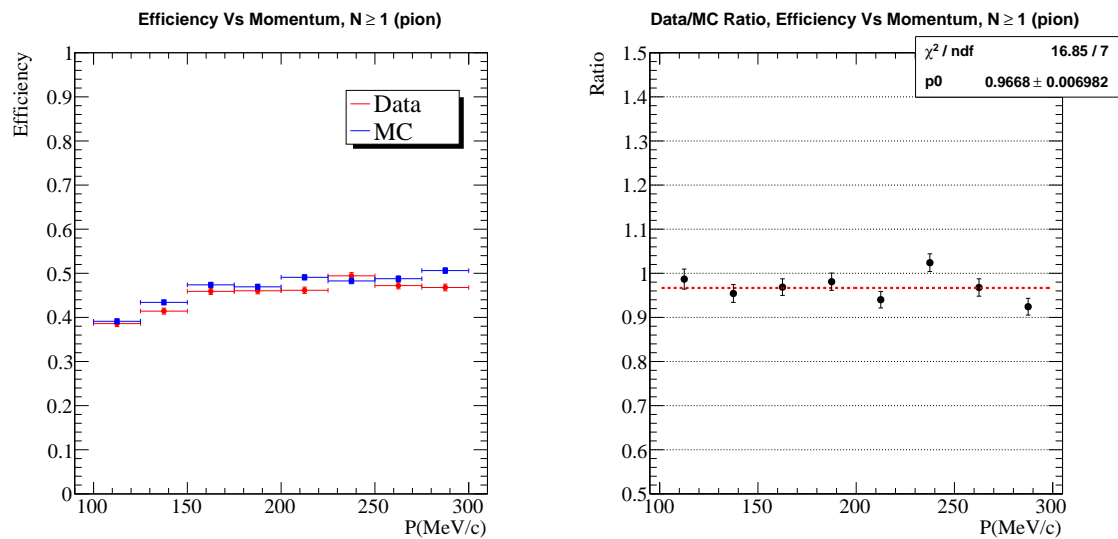 Efficiency Vs Momentum, N ≥ 1 (pion)
Efficiency
1
0.9
0.8
0.7
0.6
0.5
0.4
0.3
0.2
0.1
0
Data
MC
100 150 200 250 300
P(MeV/c)
Data/MC Ratio, Efficiency Vs Momentum, N ≥ 1 (pion)
χ² / ndf 16.85 / 7
p0 0.9668 ± 0.006982
Ratio
1.5
1.4
1.3
1.2
1.1
1
0.9
0.8
0.7
0.6
0.5
100 150 200 250 300
P(MeV/c)